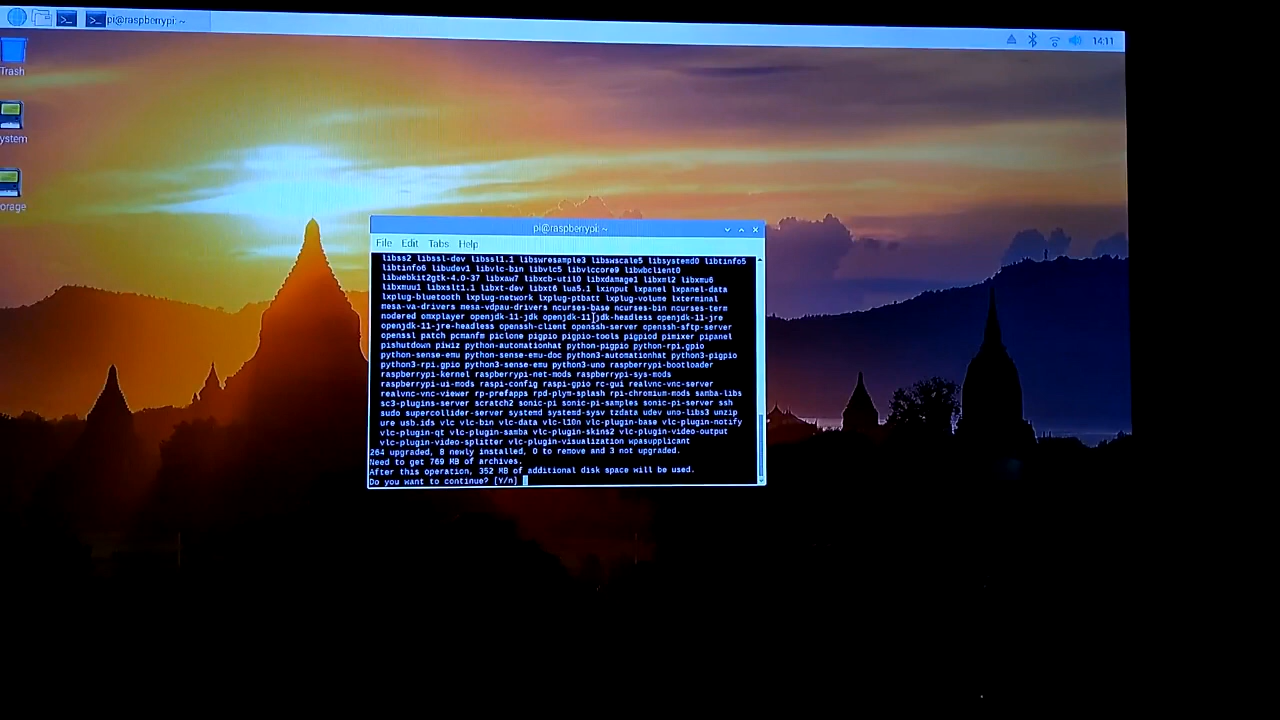 pi@raspberrypi: ~
14:11
Trash
ystem
orage
pi@raspberrypi: ~
File Edit Tabs Help
libss2 libssl-dev libssl1.1 libswresample3 libswscale5 libsystemd0 libtinfo5
libtinfo6 libudev1 libvlc-bin libvlc5 libvlccore9 libwbclient0
libwebkit2gtk-4.0-37 libxaw7 libxcb-util0 libxdamage1 libxml2 libxmu6
libxmuu1 libxslt1.1 libxt-dev libxt6 lua5.1 lxinput lxpanel lxpanel-data
lxplug-bluetooth lxplug-network lxplug-ptbatt lxplug-volume lxterminal
mesa-va-drivers mesa-vdpau-drivers ncurses-base ncurses-bin ncurses-term
nodered omxplayer openjdk-11-jdk openjdk-11-jdk-headless openjdk-11-jre
openjdk-11-jre-headless openssh-client openssh-server openssh-sftp-server
openssl patch pcmanfm piclone pigpio pigpio-tools pigpiod pimixer pipanel
pishutdown piwiz python-automationhat python-pigpio python-rpi.gpio
python-sense-emu python-sense-emu-doc python3-automationhat python3-pigpio
python3-rpi.gpio python3-sense-emu python3-uno raspberrypi-bootloader
raspberrypi-kernel raspberrypi-net-mods raspberrypi-sys-mods
raspberrypi-ui-mods raspi-config raspi-gpio rc-gui realvnc-vnc-server
realvnc-vnc-viewer rp-prefapps rpd-plym-splash rpi-chromium-mods samba-libs
sc3-plugins-server scratch2 sonic-pi sonic-pi-samples sonic-pi-server ssh
sudo supercollider-server systemd systemd-sysv tzdata udev uno-libs3 unzip
ure usb.ids vlc vlc-bin vlc-data vlc-l10n vlc-plugin-base vlc-plugin-notify
vlc-plugin-qt vlc-plugin-samba vlc-plugin-skins2 vlc-plugin-video-output
vlc-plugin-video-splitter vlc-plugin-visualization wpasupplicant
264 upgraded, 8 newly installed, 0 to remove and 3 not upgraded.
Need to get 769 MB of archives.
After this operation, 352 MB of additional disk space will be used.
Do you want to continue? [Y/n]